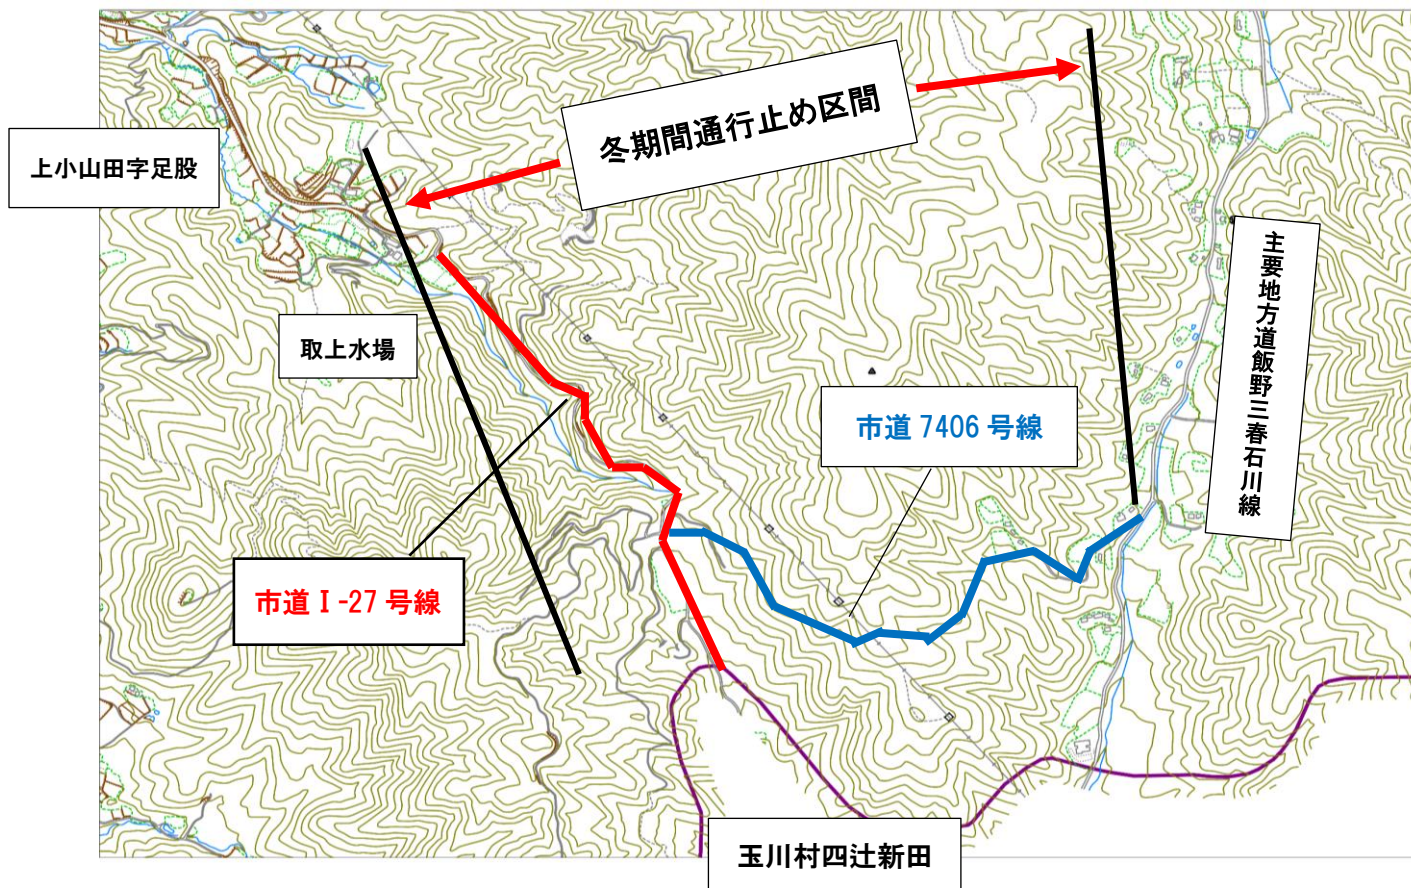 冬期間通行止め区間
上小山田字足股
主要地方道飯野三春石川線
取上水場
市道 7406 号線
市道Ⅰ-27 号線
玉川村四辻新田